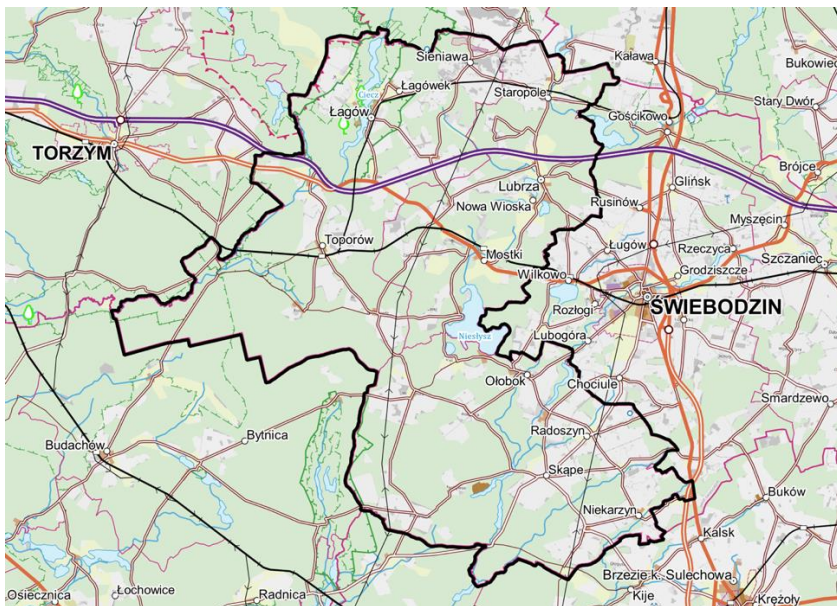 Sieniawa
Kaława
Bukowiec
Ciecz
Łagówek
Staropole
Stary Dwór
Łagów
Gościkowo
TORZYM
Brójce
Lubrza
Glińsk
Nowa Wioska
Rusinów
Myszęcin
Toporów
Mostki
Ługów
Rzeczyca
Szczaniec
Wilkowo
Grodziszcze
Rozłogi
ŚWIEBODZIN
Niesłysz
Lubogóra
Ołobok
Chociule
Smardzewo
Budachów
Bytnica
Radoszyn
Skąpe
Buków
Niekarzyn
Kalsk
Brzezie k. Sulechowa
Osiecznica
Łochowice
Radnica
Kije
Krężoły